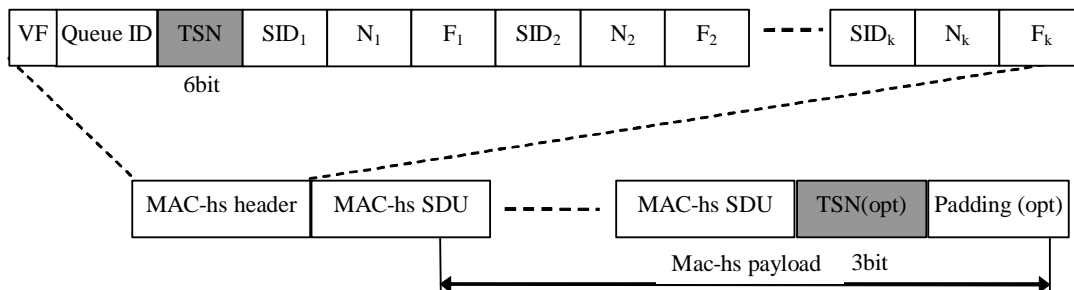 VF Queue ID TSN SID₁ N₁ F₁ SID₂ N₂ F₂ SIDₖ Nₖ Fₖ
6bit
MAC-hs header MAC-hs SDU MAC-hs SDU TSN(opt) Padding (opt)
Mac-hs payload 3bit